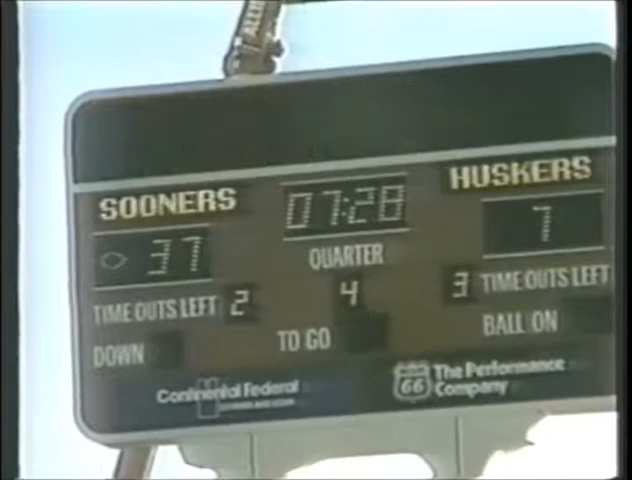 SOONERS
07:28
HUSKERS
37
7
QUARTER
TIME OUTS LEFT 2
4
3 TIME OUTS LEFT
DOWN
TO GO
BALL ON
Continental Federal
66
The Performance
Company